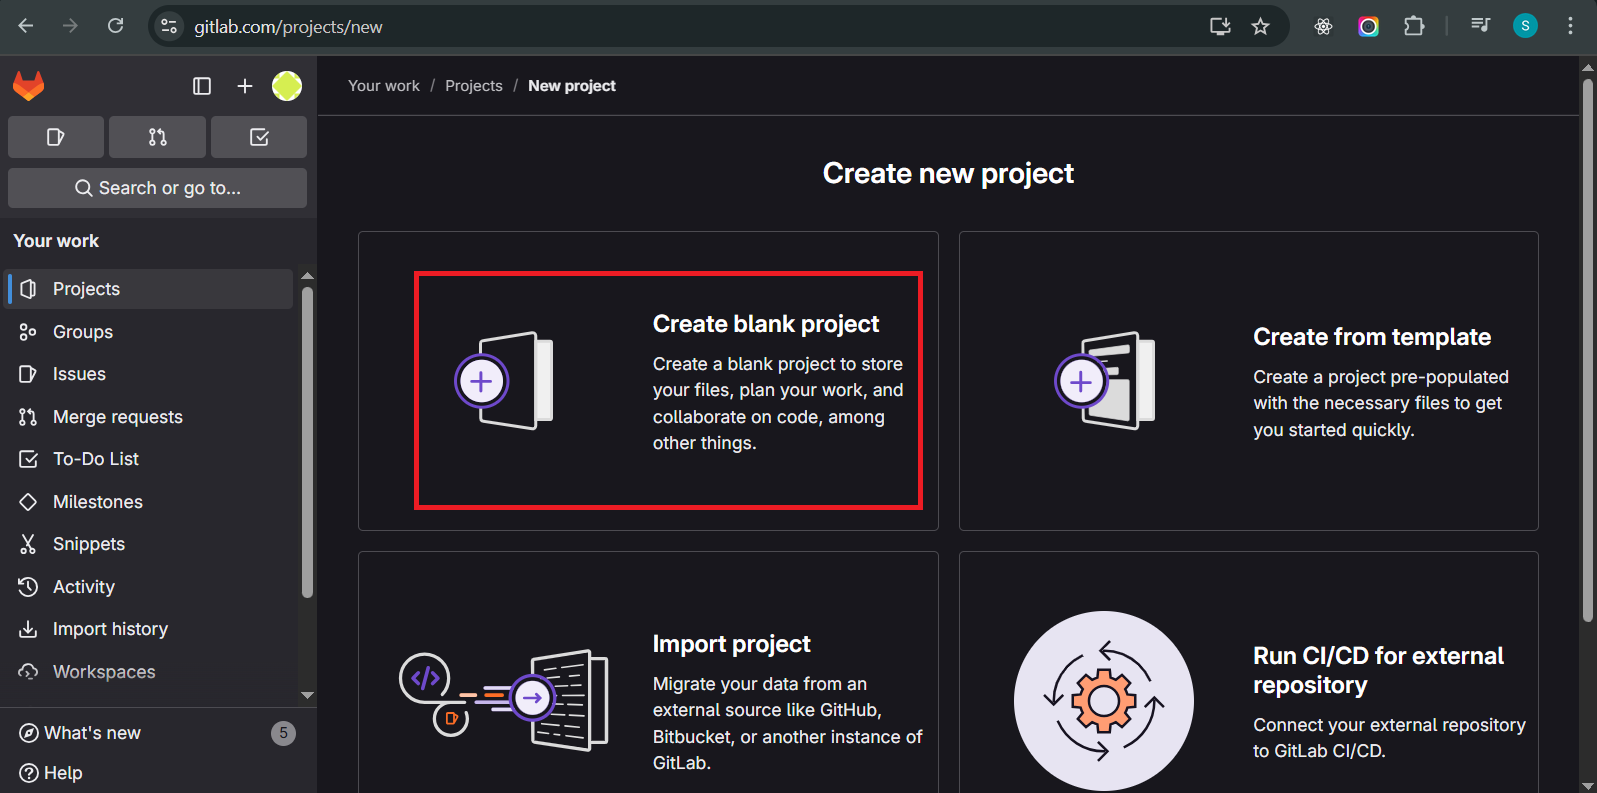 gitlab.com/projects/new
S
Your work / Projects / New project
Search or go to...
Your work
Projects
Groups
Issues
Merge requests
To-Do List
Milestones
Snippets
Activity
Import history
Workspaces
What's new 5
Help
Create new project
Create blank project
Create a blank project to store
your files, plan your work, and
collaborate on code, among
other things.
Create from template
Create a project pre-populated
with the necessary files to get
you started quickly.
Import project
Migrate your data from an
external source like GitHub,
Bitbucket, or another instance of
GitLab.
Run CI/CD for external
repository
Connect your external repository
to GitLab CI/CD.